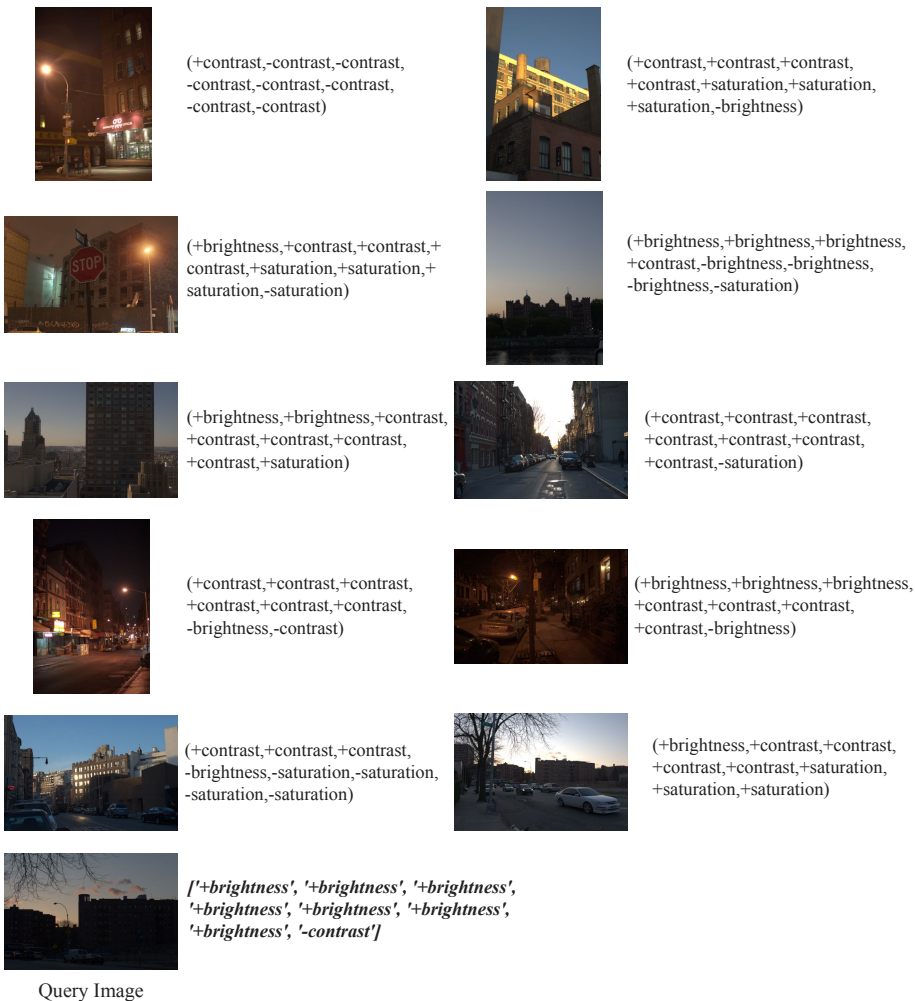 (+contrast,-contrast,-contrast,
-contrast,-contrast,-contrast,
-contrast,-contrast)
(+contrast,+contrast,+contrast,
+contrast,+saturation,+saturation,
+saturation,-brightness)
STOP
(+brightness,+contrast,+contrast,+
contrast,+saturation,+saturation,+
saturation,-saturation)
(+brightness,+brightness,+brightness,
+contrast,-brightness,-brightness,
-brightness,-saturation)
(+brightness,+brightness,+contrast,
+contrast,+contrast,+contrast,
+contrast,+saturation)
(+contrast,+contrast,+contrast,
+contrast,+contrast,+contrast,
+contrast,-saturation)
(+contrast,+contrast,+contrast,
+contrast,+contrast,+contrast,
-brightness,-contrast)
(+brightness,+brightness,+brightness,
+contrast,+contrast,+contrast,
+contrast,-brightness)
(+contrast,+contrast,+contrast,
-brightness,-saturation,-saturation,
-saturation,-saturation)
(+brightness,+contrast,+contrast,
+contrast,+contrast,+saturation,
+saturation,+saturation)
['+brightness', '+brightness', '+brightness',
'+brightness', '+brightness', '+brightness',
'+brightness', '-contrast']
Query Image